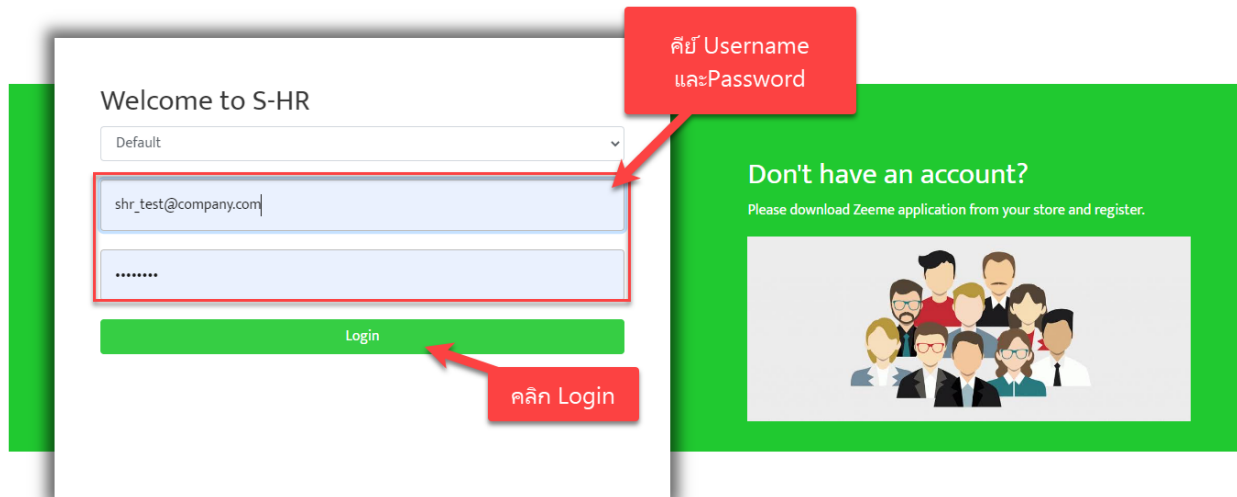 คีย์ Username
และPassword
Welcome to S-HR
Default
shr_test@company.com
••••••••
Login
คลิก Login
Don't have an account?
Please download Zeeme application from your store and register.